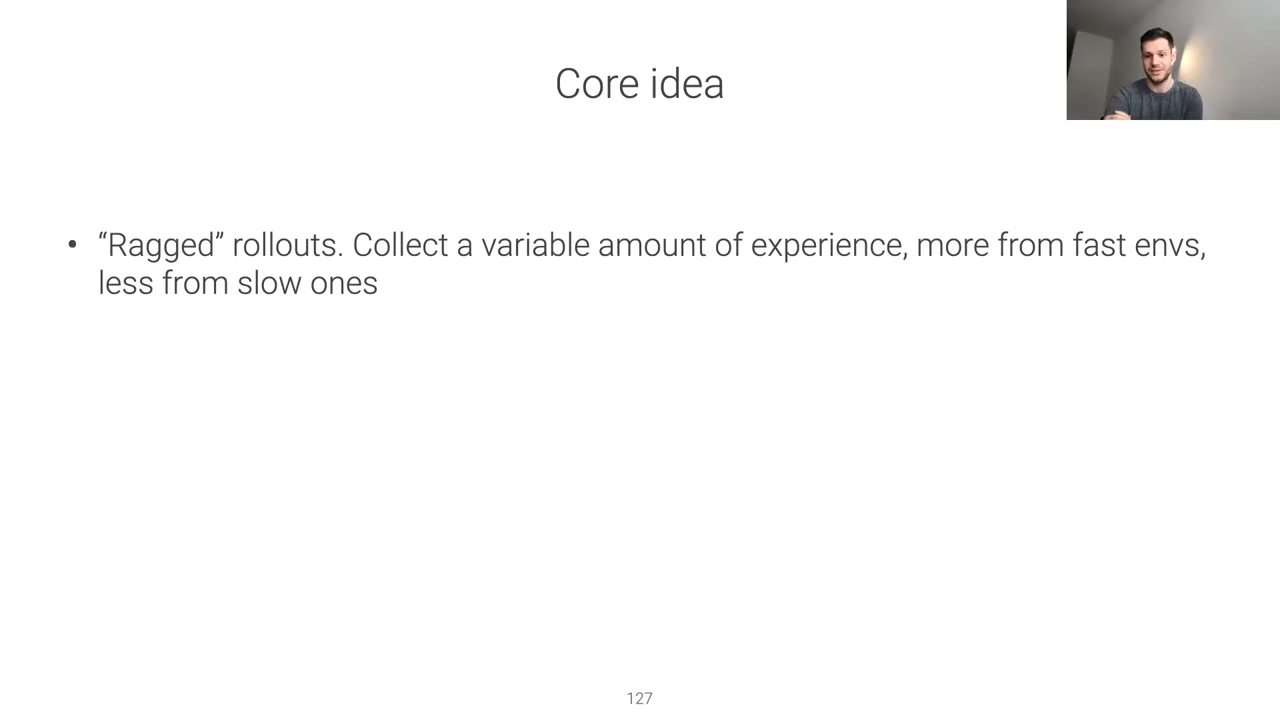 Core idea
• “Ragged” rollouts. Collect a variable amount of experience, more from fast envs,
less from slow ones
127